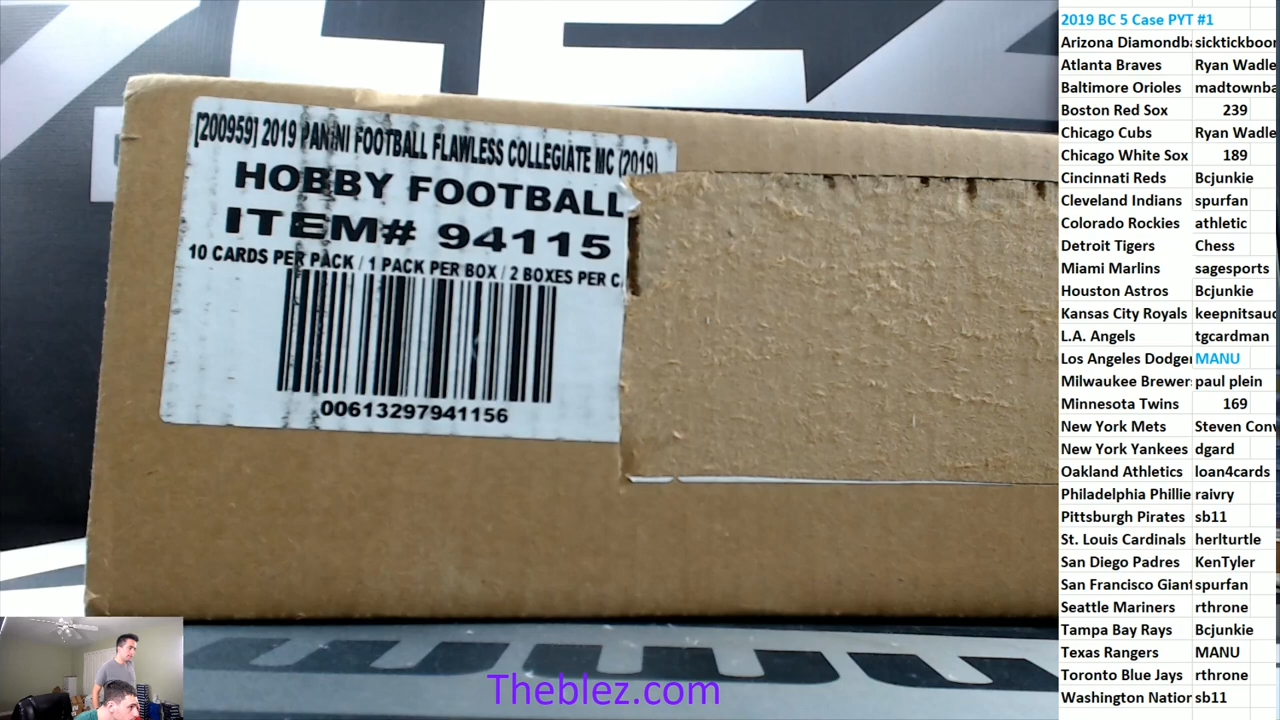 [200959] 2019 PANINI FOOTBALL FLAWLESS COLLEGIATE MC (2019)
HOBBY FOOTBALL
ITEM# 94115
10 CARDS PER PACK / 1 PACK PER BOX / 2 BOXES PER C
00613297941156
Theblez.com
2019 BC 5 Case PYT #1
Arizona Diamondba sicktickboor
Atlanta Braves Ryan Wadle
Baltimore Orioles madtownba
Boston Red Sox 239
Chicago Cubs Ryan Wadle
Chicago White Sox 189
Cincinnati Reds Bcjunkie
Cleveland Indians spurfan
Colorado Rockies athletic
Detroit Tigers Chess
Miami Marlins sagesports
Houston Astros Bcjunkie
Kansas City Royals keepnitsauc
L.A. Angels tgcardman
Los Angeles Dodger MANU
Milwaukee Brewers paul plein
Minnesota Twins 169
New York Mets Steven Conv
New York Yankees dgard
Oakland Athletics loan4cards
Philadelphia Phillie raivry
Pittsburgh Pirates sb11
St. Louis Cardinals herlturtle
San Diego Padres KenTyler
San Francisco Giant spurfan
Seattle Mariners rthrone
Tampa Bay Rays Bcjunkie
Texas Rangers MANU
Toronto Blue Jays rthrone
Washington Nation sb11